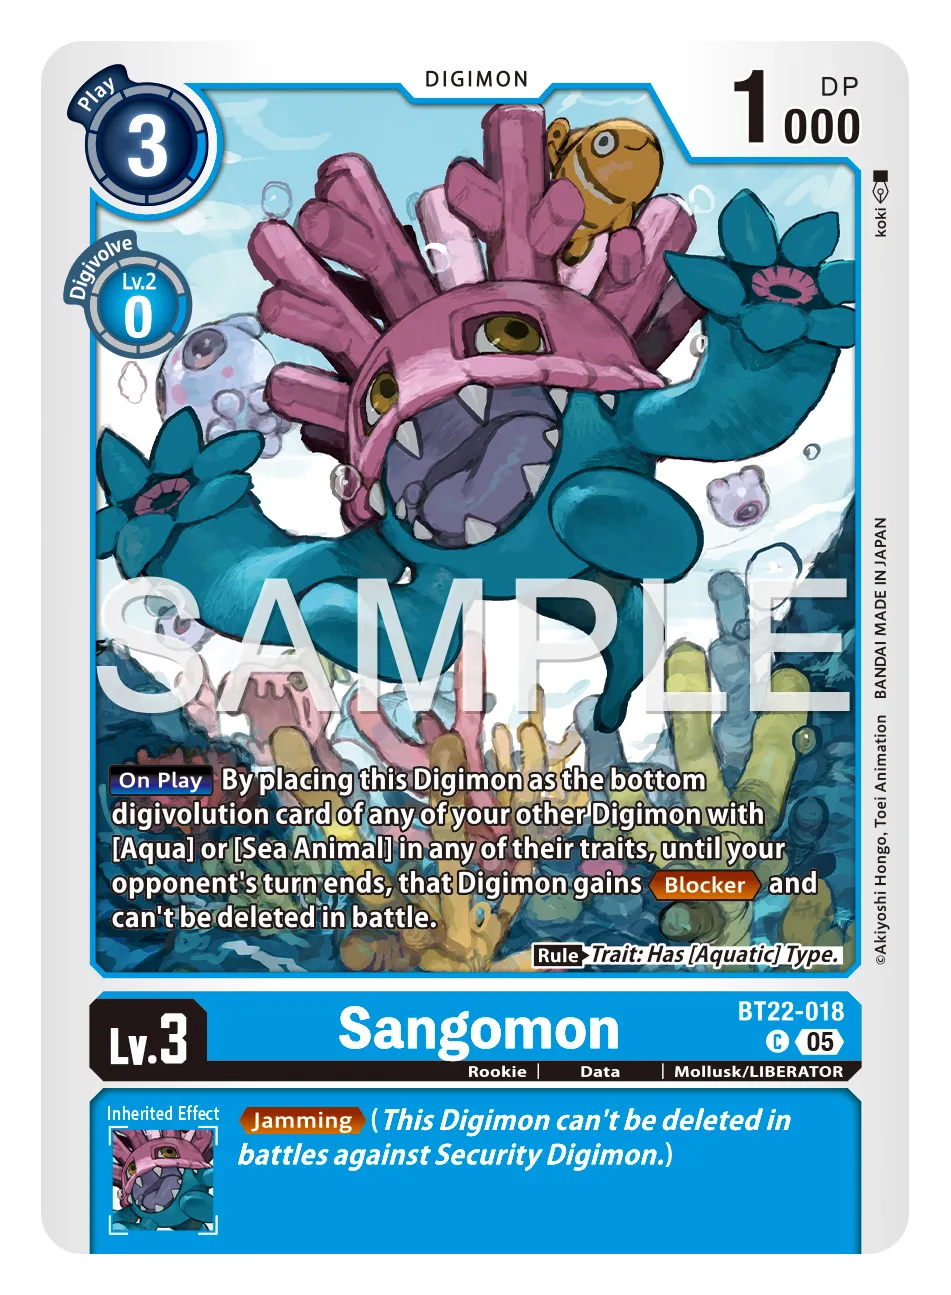 DIGIMON
Play
3
1000
DP
Digivolve
Lv.2
0
koki
BANDAI MADE IN JAPAN
©Akiyoshi Hongo, Toei Animation
SAMPLE
On Play By placing this Digimon as the bottom
digivolution card of any of your other Digimon with
[Aqua] or [Sea Animal] in any of their traits, until your
opponent's turn ends, that Digimon gains Blocker and
can't be deleted in battle.
Rule Trait: Has [Aquatic] Type.
Lv.3
Sangomon
BT22-018
C 05
Rookie | Data | Mollusk/LIBERATOR
Inherited Effect
Jamming (This Digimon can't be deleted in
battles against Security Digimon.)